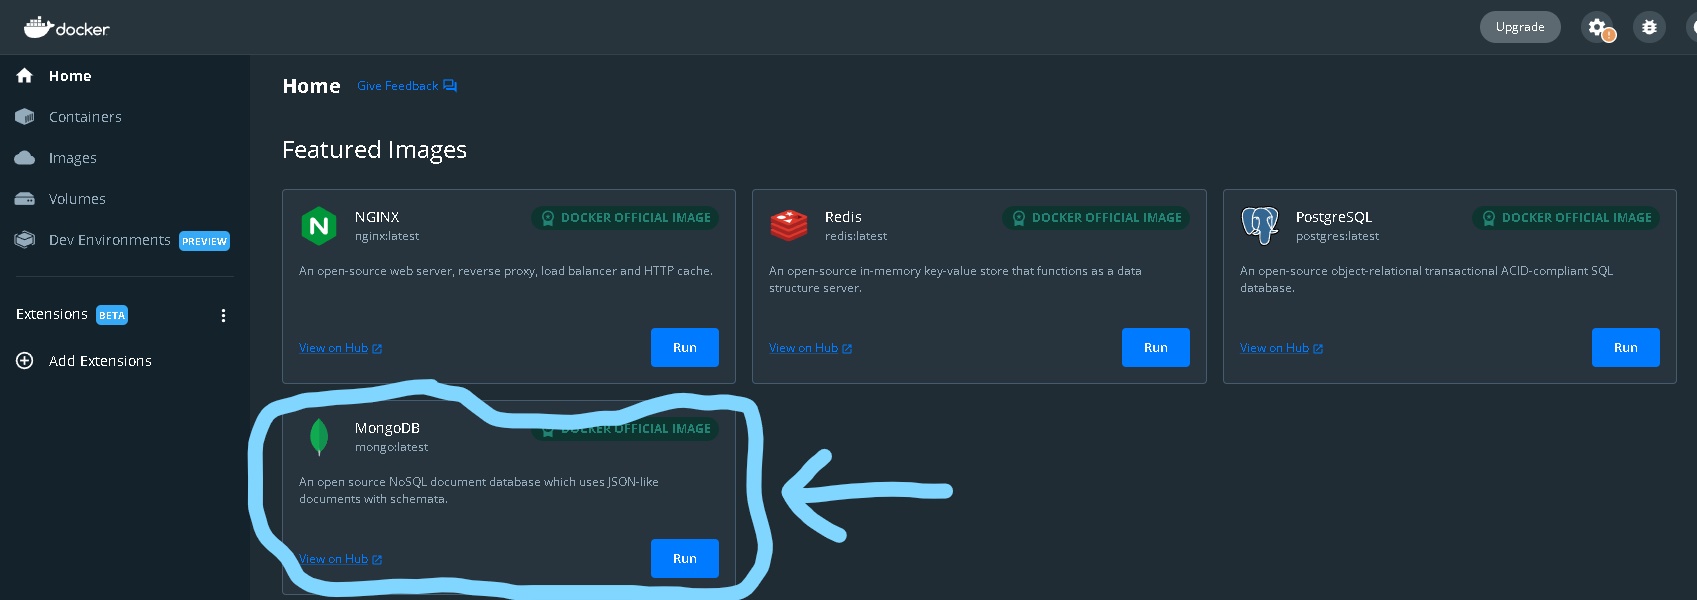 docker
Upgrade
Home
Containers
Images
Volumes
Dev Environments PREVIEW
Extensions BETA
Add Extensions
Home Give Feedback
Featured Images
NGINX DOCKER OFFICIAL IMAGE
nginx:latest
An open-source web server, reverse proxy, load balancer and HTTP cache.
View on Hub Run
Redis DOCKER OFFICIAL IMAGE
redis:latest
An open-source in-memory key-value store that functions as a data
structure server.
View on Hub Run
PostgreSQL DOCKER OFFICIAL IMAGE
postgres:latest
An open-source object-relational transactional ACID-compliant SQL
database.
View on Hub Run
MongoDB DOCKER OFFICIAL IMAGE
mongo:latest
An open source NoSQL document database which uses JSON-like
documents with schemata.
View on Hub Run